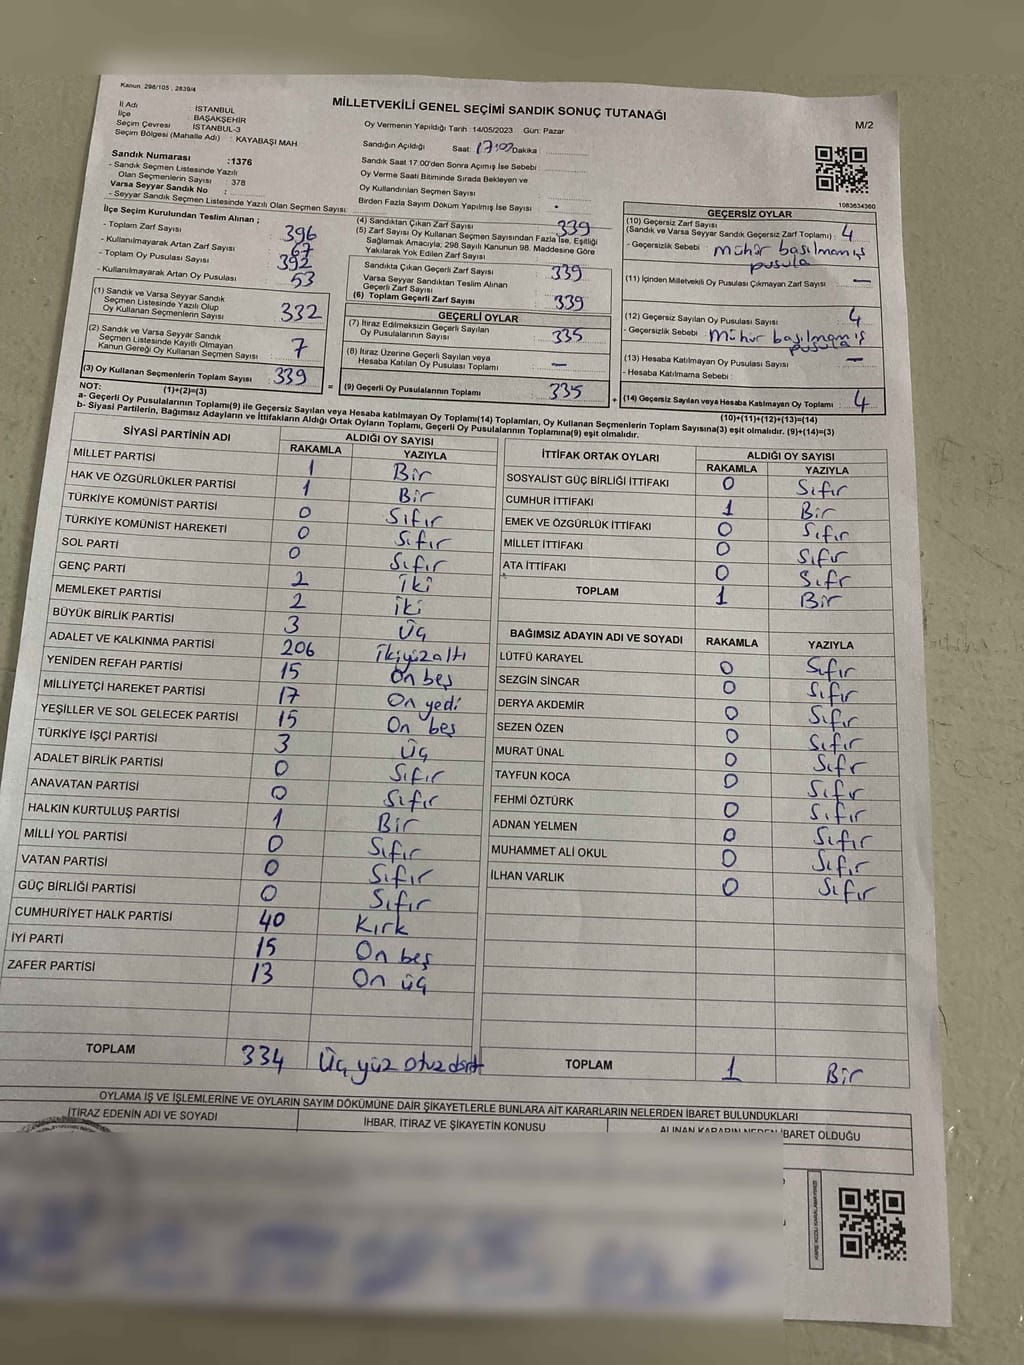 Kanun. 298/105 , 2839/4
MİLLETVEKİLİ GENEL SEÇİMİ SANDIK SONUÇ TUTANAĞI
M/2
İl Adı : İSTANBUL
İlçe : BAŞAKŞEHİR
Seçim Çevresi : İSTANBUL-3
Seçim Bölgesi (Mahalle Adı) : KAYABAŞI MAH
Sandık Numarası :1376
- Sandık Seçmen Listesinde Yazılı
Olan Seçmenlerin Sayısı : 378
Varsa Seyyar Sandık No :
- Seyyar Sandık Seçmen Listesinde Yazılı Olan Seçmen Sayısı:
Oy Vermenin Yapıldığı Tarih :14/05/2023 Gün: Pazar
Sandığın Açıldığı Saat: 17:07 Dakika :
Sandık Saat 17.00'den Sonra Açımış İse Sebebi :
Oy Verme Saati Bitiminde Sırada Bekleyen ve
Oy Kullandırılan Seçmen Sayısı
Birden Fazla Sayım Döküm Yapılmış İse Sayısı :
1083634360
İlçe Seçim Kurulundan Teslim Alınan ;
- Toplam Zarf Sayısı : 396
- Kullanılmayarak Artan Zarf Sayısı
- Toplam Oy Pusulası Sayısı 392
- Kullanılmayarak Artan Oy Pusulası 53
(1) Sandık ve Varsa Seyyar Sandık
Seçmen Listesinde Yazılı Olup
Oy Kullanan Seçmenlerin Sayısı : 332
(2) Sandık ve Varsa Seyyar Sandık
Seçmen Listesinde Kayıtlı Olmayan
Kanun Gereği Oy Kullanan Seçmen Sayısı : 7
(3) Oy Kullanan Seçmenlerin Toplam Sayısı 339
(1)+(2)=(3)
(4) Sandıktan Çıkan Zarf Sayısı : 339
(5) Zarf Sayısı Oy Kullanan Seçmen Sayısından Fazla İse, Eşitliği
Sağlamak Amacıyla; 298 Sayılı Kanunun 98. Maddesine Göre
Yakılarak Yok Edilen Zarf Sayısı
Sandıkta Çıkan Geçerli Zarf Sayısı : 339
Varsa Seyyar Sandıktan Teslim Alınan
Geçerli Zarf Sayısı
(6) Toplam Geçerli Zarf Sayısı : 339
GEÇERLİ OYLAR
(7) İtiraz Edilmeksizin Geçerli Sayılan
Oy Pusulalarının Sayısı : 335
(8) İtiraz Üzerine Geçerli Sayılan veya
Hesaba Katılan Oy Pusulası Toplamı : —
= (9) Geçerli Oy Pusulalarının Toplamı : 335
GEÇERSİZ OYLAR
(10) Geçersiz Zarf Sayısı
(Sandık ve Varsa Seyyar Sandık Geçersiz Zarf Toplamı) : 4
- Geçersizlik Sebebi : mühür basılmamış
pusula
(11) İçinden Milletvekili Oy Pusulası Çıkmayan Zarf Sayısı : —
(12) Geçersiz Sayılan Oy Pusulası Sayısı : 4
- Geçersizlik Sebebi : Mühür basılmamış
pusula
(13) Hesaba Katılmayan Oy Pusulası Sayısı : —
- Hesaba Katılmama Sebebi :
+ (14) Geçersiz Sayılan veya Hesaba Katılmayan Oy Toplamı : 4
(10)+(11)+(12)+(13)=(14)
NOT:
a- Geçerli Oy Pusulalarının Toplamı(9) ile Geçersiz Sayılan veya Hesaba katılmayan Oy Toplamı(14) Toplamları, Oy Kullanan Seçmenlerin Toplam Sayısına(3) eşit olmalıdır. (9)+(14)=(3)
b- Siyasi Partilerin, Bağımsız Adayların ve İttifakların Aldığı Ortak Oyların Toplamı, Geçerli Oy Pusulalarının Toplamına(9) eşit olmalıdır.
SİYASİ PARTİNİN ADI ALDIĞI OY SAYISI
RAKAMLA YAZIYLA
MİLLET PARTİSİ 1 Bir
HAK VE ÖZGÜRLÜKLER PARTİSİ 1 Bir
TÜRKİYE KOMÜNİST PARTİSİ 0 Sıfır
TÜRKİYE KOMÜNİST HAREKETİ 0 Sıfır
SOL PARTİ 0 Sıfır
GENÇ PARTİ 2 İki
MEMLEKET PARTİSİ 2 İki
BÜYÜK BİRLİK PARTİSİ 3 Üç
ADALET VE KALKINMA PARTİSİ 206 İkiyüzaltı
YENİDEN REFAH PARTİSİ 15 On beş
MİLLİYETÇİ HAREKET PARTİSİ 17 On yedi
YEŞİLLER VE SOL GELECEK PARTİSİ 15 On beş
TÜRKİYE İŞÇİ PARTİSİ 3 Üç
ADALET BİRLİK PARTİSİ 0 Sıfır
ANAVATAN PARTİSİ 0 Sıfır
HALKIN KURTULUŞ PARTİSİ 1 Bir
MİLLİ YOL PARTİSİ 0 Sıfır
VATAN PARTİSİ 0 Sıfır
GÜÇ BİRLİĞİ PARTİSİ 0 Sıfır
CUMHURİYET HALK PARTİSİ 40 Kırk
İYİ PARTİ 15 On beş
ZAFER PARTİSİ 13 On üç
TOPLAM 334 Üç yüz otuz dört
İTTİFAK ORTAK OYLARI ALDIĞI OY SAYISI
RAKAMLA YAZIYLA
SOSYALİST GÜÇ BİRLİĞİ İTTİFAKI 0 Sıfır
CUMHUR İTTİFAKI 1 Bir
EMEK VE ÖZGÜRLÜK İTTİFAKI 0 Sıfır
MİLLET İTTİFAKI 0 Sıfır
ATA İTTİFAKI 0 Sıfr
TOPLAM 1 Bir
BAĞIMSIZ ADAYIN ADI VE SOYADI RAKAMLA YAZIYLA
LÜTFÜ KARAYEL 0 Sıfır
SEZGİN SİNCAR 0 Sıfır
DERYA AKDEMİR 0 Sıfır
SEZEN ÖZEN 0 Sıfır
MURAT ÜNAL 0 Sıfr
TAYFUN KOCA 0 Sıfır
FEHMİ ÖZTÜRK 0 Sıfır
ADNAN YELMEN 0 Sıfır
MUHAMMET ALİ OKUL 0 Sıfır
İLHAN VARLIK 0 Sıfır
TOPLAM 1 Bir
OYLAMA İŞ VE İŞLEMLERİNE VE OYLARIN SAYIM DÖKÜMÜNE DAİR ŞİKAYETLERLE BUNLARA AİT KARARLARIN NELERDEN İBARET BULUNDUKLARI
İTİRAZ EDENİN ADI VE SOYADI İHBAR, İTİRAZ VE ŞİKAYETİN KONUSU ALINAN KARARIN NEDEN İBARET OLDUĞU